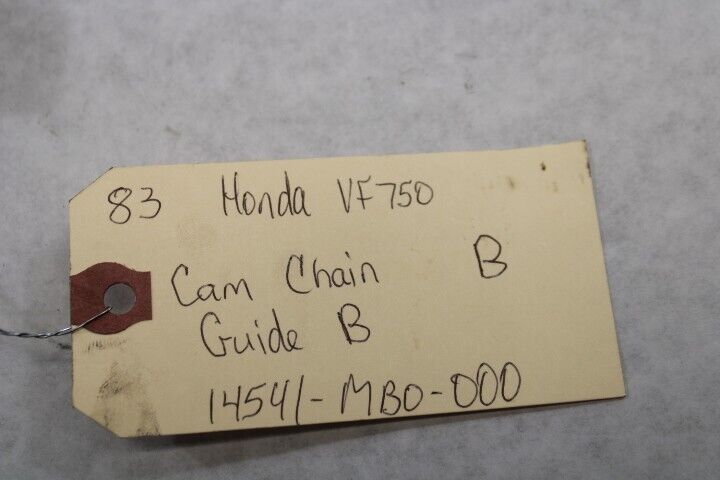 83 Honda VF750
Cam Chain B
Guide B
14541-MB0-000